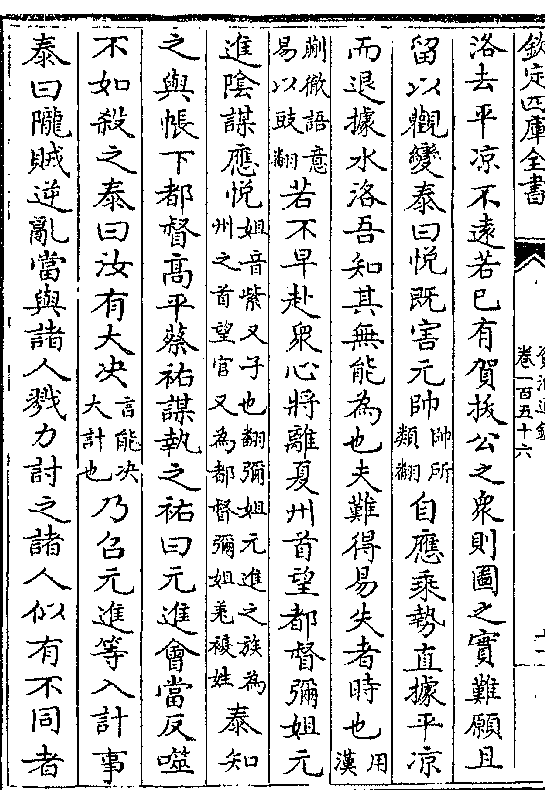 欽定四庫全書
資治通鑑
卷一百五十六
洛去平凉不遠若已有賀拔公之衆則圖之實難願且
留以觀變泰曰悅既害元帥帥所類翻自應乘勢直據平凉
而退據水洛吾知其無能為也夫難得易失者時也用漢
蒯徹語意易以豉翻若不早赴衆心將離夏州首望都督彌姐元
進陰謀應悅姐音紫又子也翻彌姐元進之族為州之首望官又為都督彌姐羌複姓泰知
之與帳下都督高平蔡祐謀執之祐曰元進會當反噬
不如殺之泰曰汝有大決言能決大計也乃召元進等入計事
泰曰隴賊逆亂當與諸人戮力討之諸人似有不同者